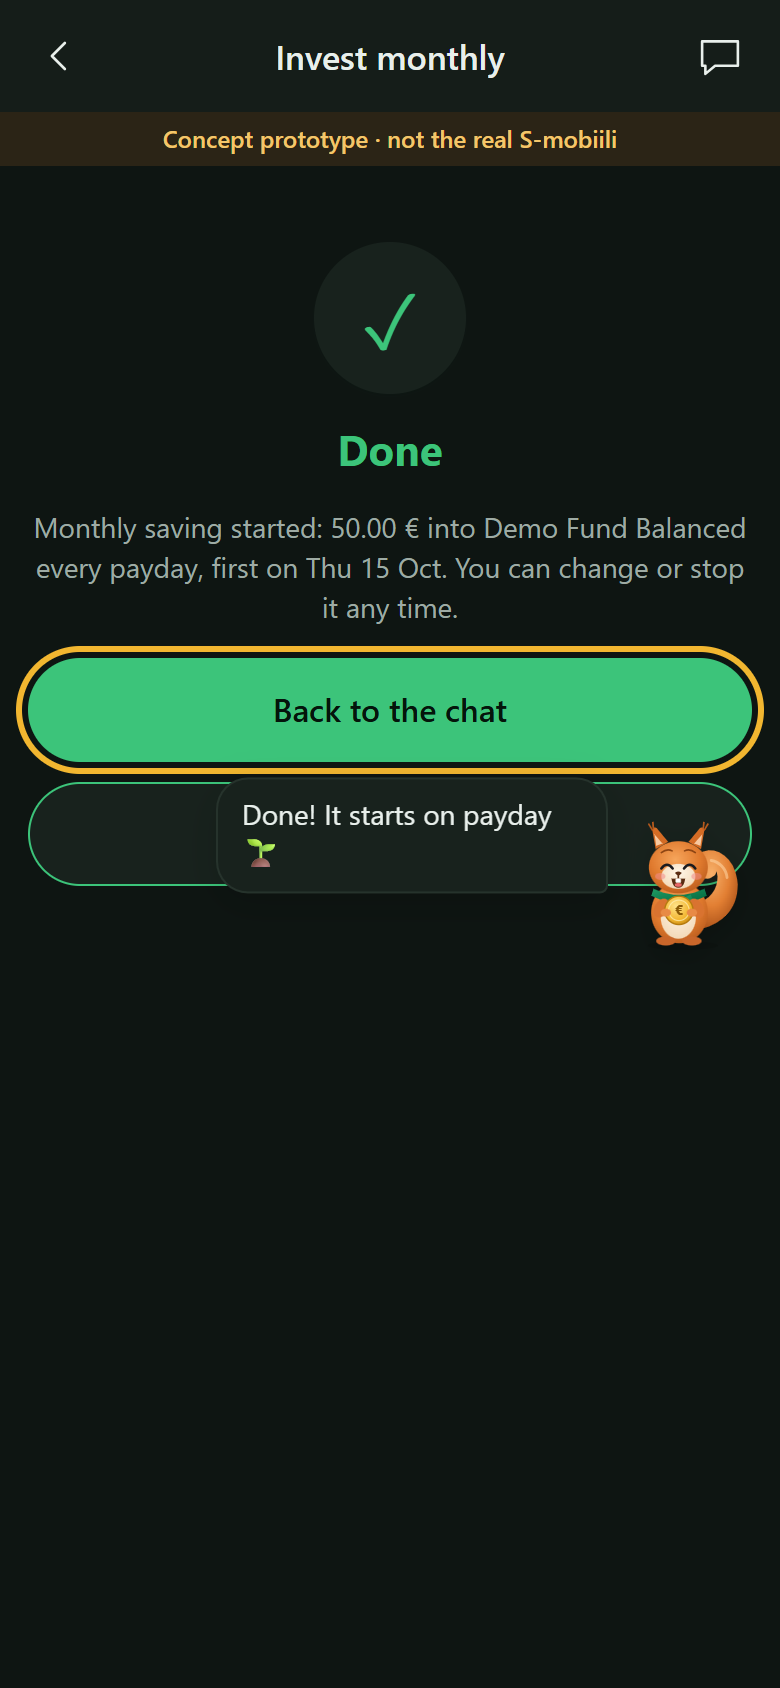 Invest monthly
Concept prototype · not the real S-mobiili
Done
Monthly saving started: 50.00 € into Demo Fund Balanced
every payday, first on Thu 15 Oct. You can change or stop
it any time.
Back to the chat
Done! It starts on payday
🌱
€